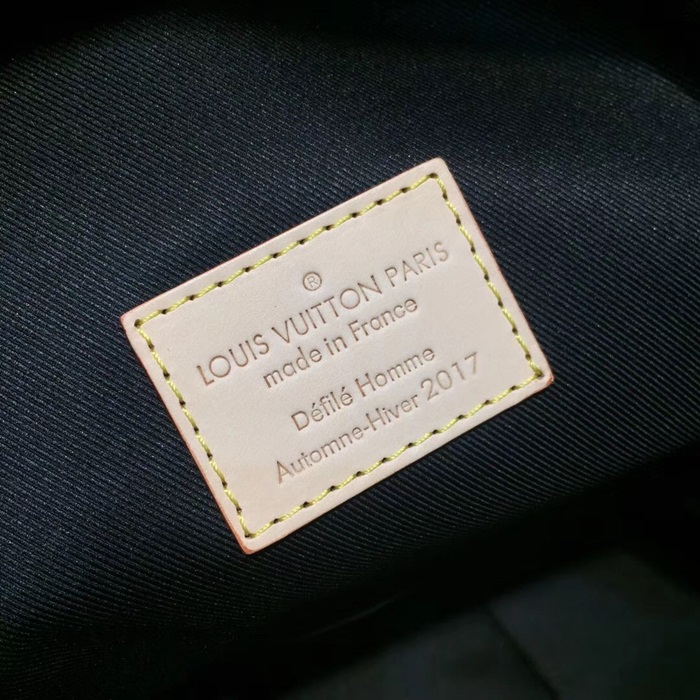 ®
LOUIS VUITTON PARIS
made in France
Défilé Homme
Automne-Hiver 2017